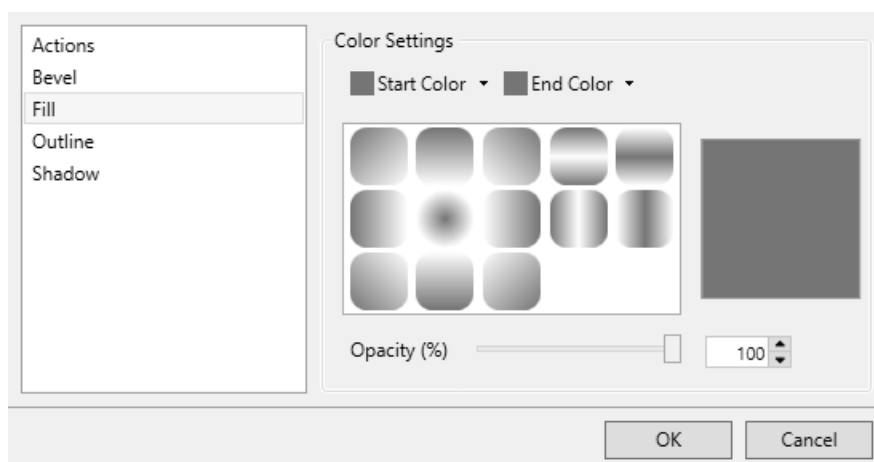 Actions
Bevel
Fill
Outline
Shadow
Color Settings
Start Color End Color
Opacity (%) 100
OK Cancel